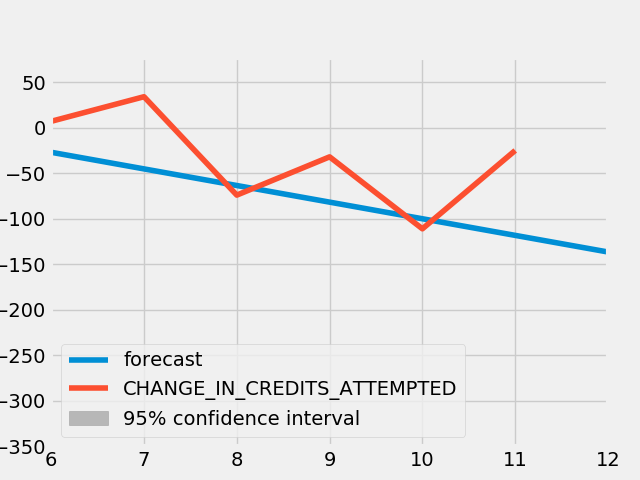 50
0
−50
−100
−150
−200
−250
−300
−350
forecast
CHANGE_IN_CREDITS_ATTEMPTED
95% confidence interval
6 7 8 9 10 11 12